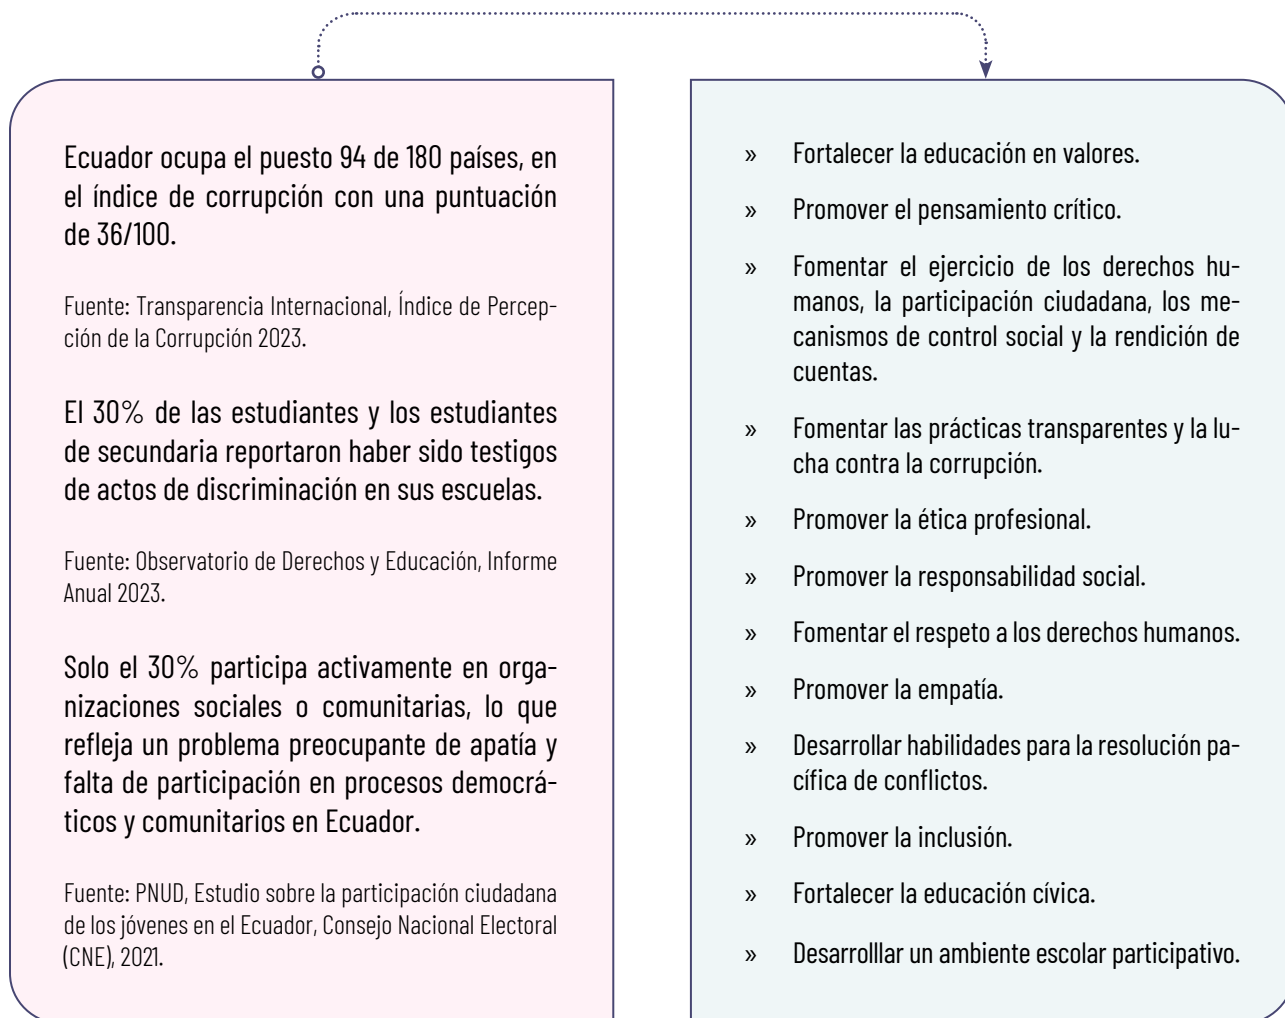 Ecuador ocupa el puesto 94 de 180 países, en
el índice de corrupción con una puntuación
de 36/100.
Fuente: Transparencia Internacional, Índice de Percep-
ción de la Corrupción 2023.
El 30% de las estudiantes y los estudiantes
de secundaria reportaron haber sido testigos
de actos de discriminación en sus escuelas.
Fuente: Observatorio de Derechos y Educación, Informe
Anual 2023.
Solo el 30% participa activamente en orga-
nizaciones sociales o comunitarias, lo que
refleja un problema preocupante de apatía y
falta de participación en procesos democrá-
ticos y comunitarios en Ecuador.
Fuente: PNUD, Estudio sobre la participación ciudadana
de los jóvenes en el Ecuador, Consejo Nacional Electoral
(CNE), 2021.
» Fortalecer la educación en valores.
» Promover el pensamiento crítico.
» Fomentar el ejercicio de los derechos hu-
manos, la participación ciudadana, los me-
canismos de control social y la rendición de
cuentas.
» Fomentar las prácticas transparentes y la lu-
cha contra la corrupción.
» Promover la ética profesional.
» Promover la responsabilidad social.
» Fomentar el respeto a los derechos humanos.
» Promover la empatía.
» Desarrollar habilidades para la resolución pa-
cífica de conflictos.
» Promover la inclusión.
» Fortalecer la educación cívica.
» Desarrolllar un ambiente escolar participativo.